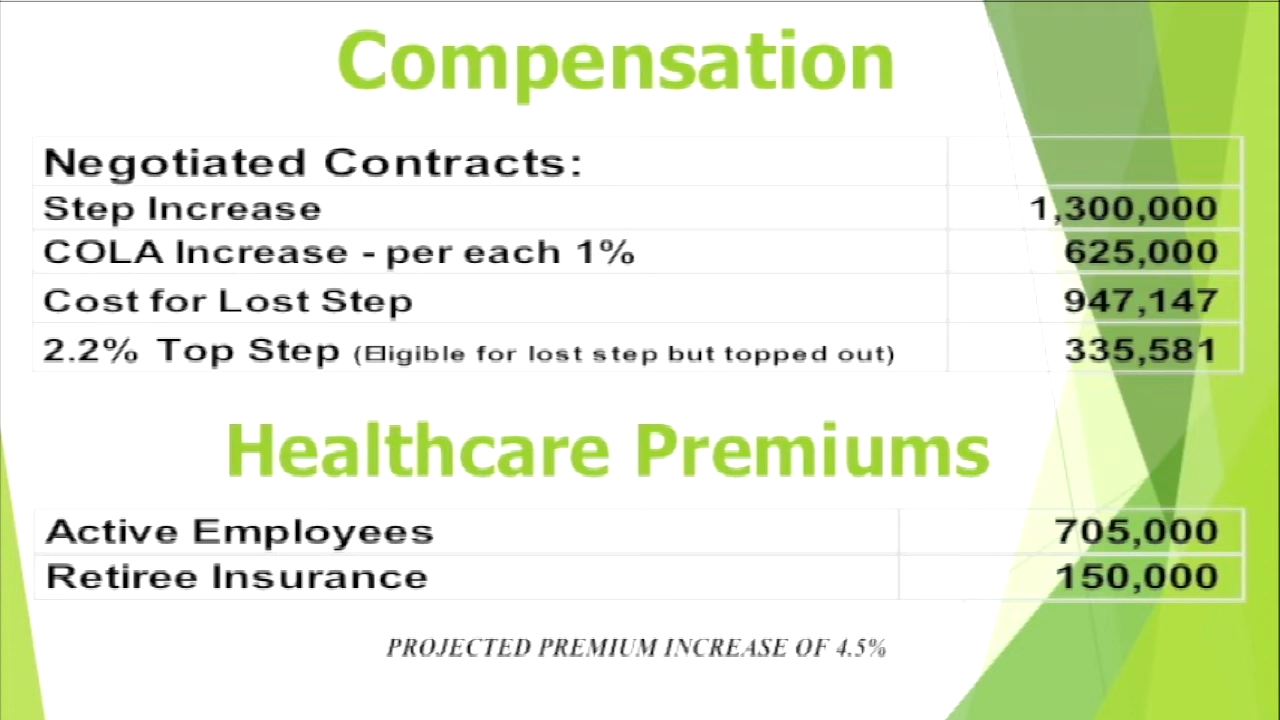 Compensation
Negotiated Contracts:
Step Increase 1,300,000
COLA Increase - per each 1% 625,000
Cost for Lost Step 947,147
2.2% Top Step (Eligible for lost step but topped out) 335,581
Healthcare Premiums
Active Employees 705,000
Retiree Insurance 150,000
PROJECTED PREMIUM INCREASE OF 4.5%